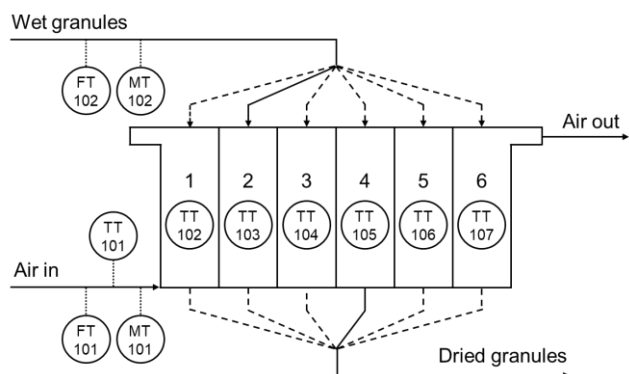 Wet granules
FT
102
MT
102
Air out
1 2 3 4 5 6
TT
102
TT
103
TT
104
TT
105
TT
106
TT
107
TT
101
Air in
FT
101
MT
101
Dried granules